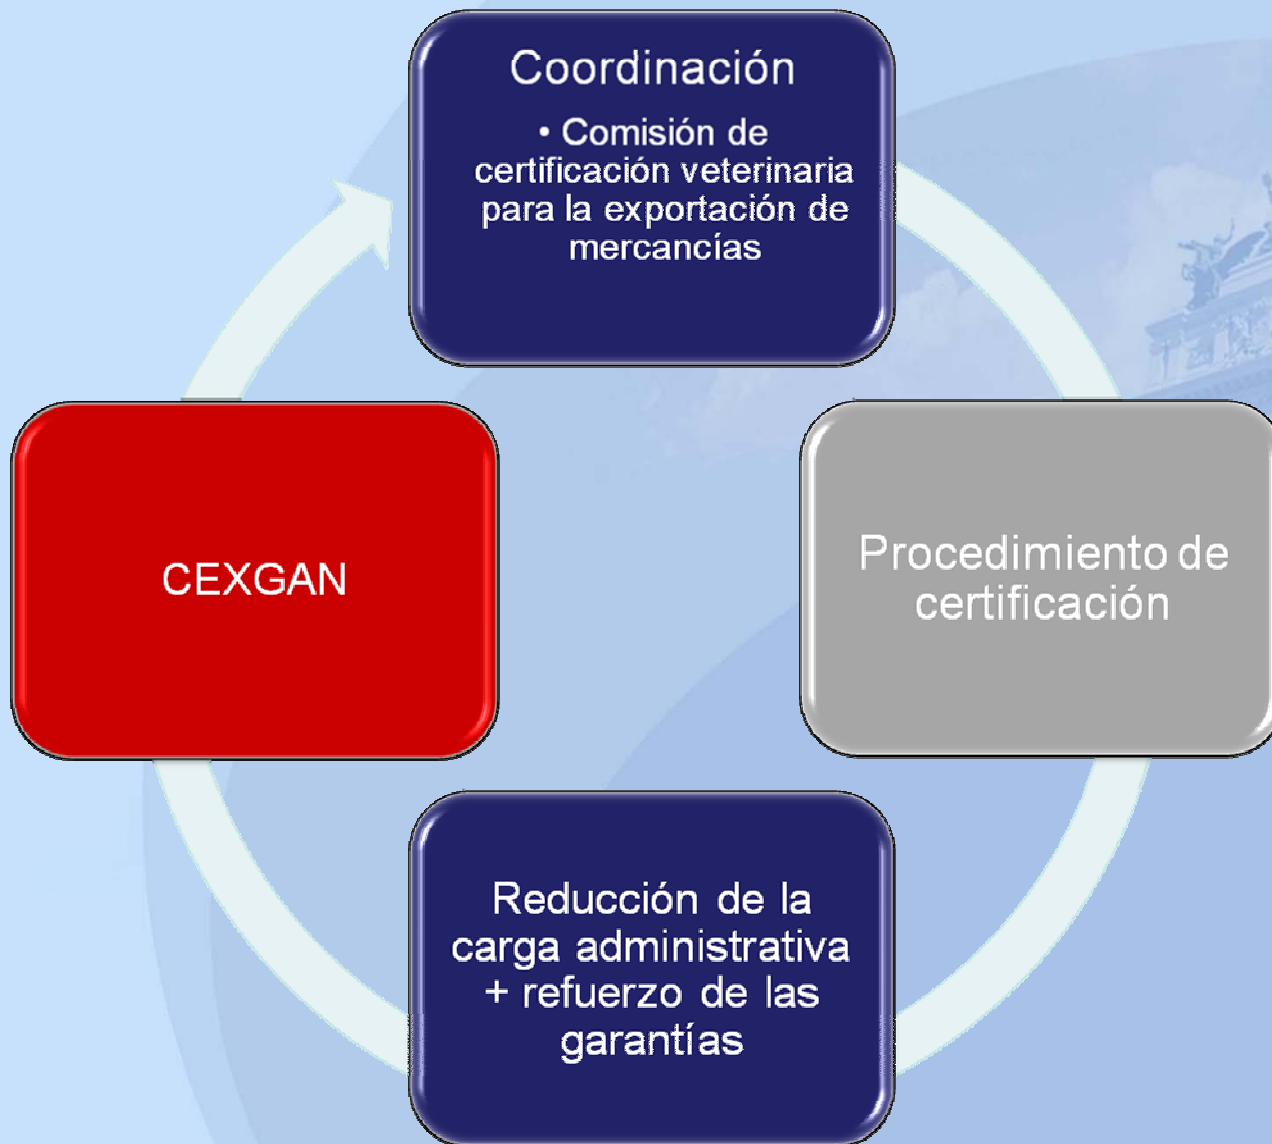 Coordinación
• Comisión de
certificación veterinaria
para la exportación de
mercancías
CEXGAN
Procedimiento de
certificación
Reducción de la
carga administrativa
+ refuerzo de las
garantías